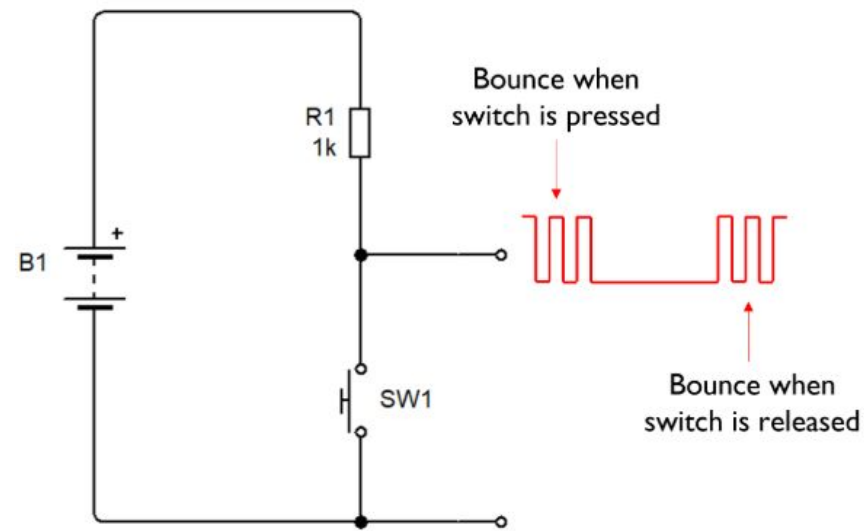 Bounce when
switch is pressed
R1
1k
+
B1
SW1
Bounce when
switch is released